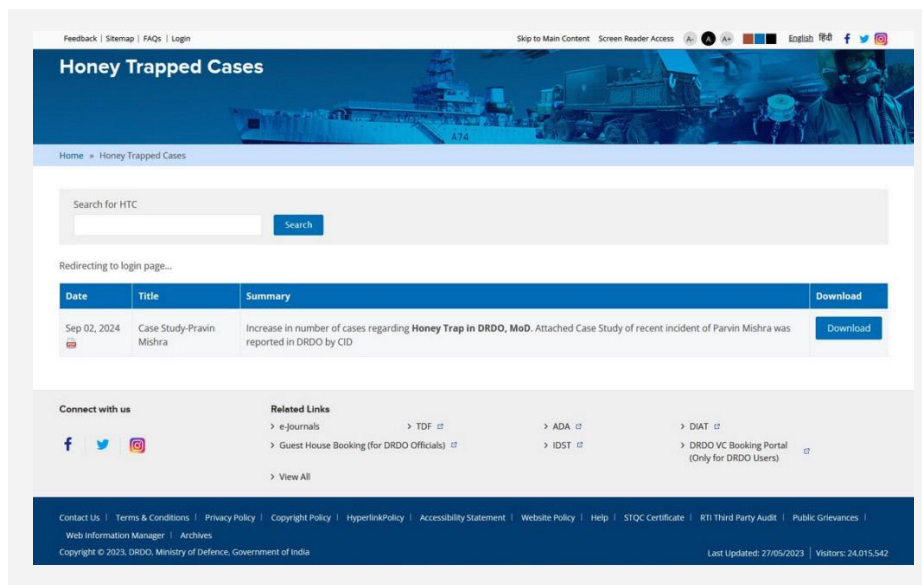 Feedback | Sitemap | FAQs | Login Skip to Main Content Screen Reader Access A- A A+ English हिंदी
Honey Trapped Cases
A74
Home » Honey Trapped Cases
Search for HTC
Search
Redirecting to login page...
Date Title Summary Download
Sep 02, 2024 Case Study-Pravin Increase in number of cases regarding Honey Trap in DRDO, MoD. Attached Case Study of recent incident of Parvin Mishra was Download
Mishra reported in DRDO by CID
Connect with us Related Links
> e-Journals > TDF > ADA > DIAT
> Guest House Booking (for DRDO Officials) > IDST > DRDO VC Booking Portal
(Only for DRDO Users)
> View All
Contact Us | Terms & Conditions | Privacy Policy | Copyright Policy | HyperlinkPolicy | Accessibility Statement | Website Policy | Help | STQC Certificate | RTI Third Party Audit | Public Grievances |
Web Information Manager | Archives
Copyright © 2023, DRDO, Ministry of Defence, Government of India Last Updated: 27/05/2023 | Visitors: 24,015,542